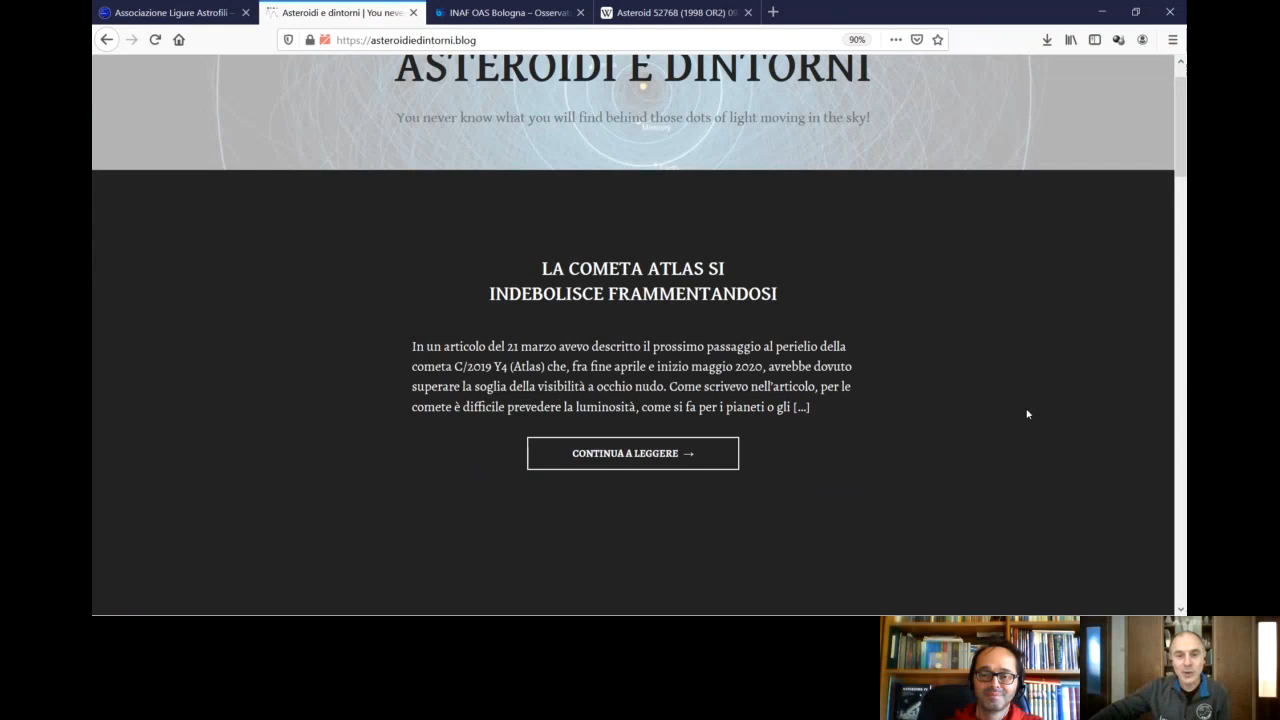 Associazione Ligure Astrofili –
Asteroidi e dintorni | You neve
INAF OAS Bologna – Osservat
W Asteroid 52768 (1998 OR2) 09
https://asteroidiedintorni.blog
90%
ASTEROIDI E DINTORNI
You never know what you will find behind those dots of light moving in the sky!
Mercury
LA COMETA ATLAS SI
INDEBOLISCE FRAMMENTANDOSI
In un articolo del 21 marzo avevo descritto il prossimo passaggio al perielio della
cometa C/2019 Y4 (Atlas) che, fra fine aprile e inizio maggio 2020, avrebbe dovuto
superare la soglia della visibilità a occhio nudo. Come scrivevo nell'articolo, per le
comete è difficile prevedere la luminosità, come si fa per i pianeti o gli [...]
CONTINUA A LEGGERE →
ASTEROIDS IV